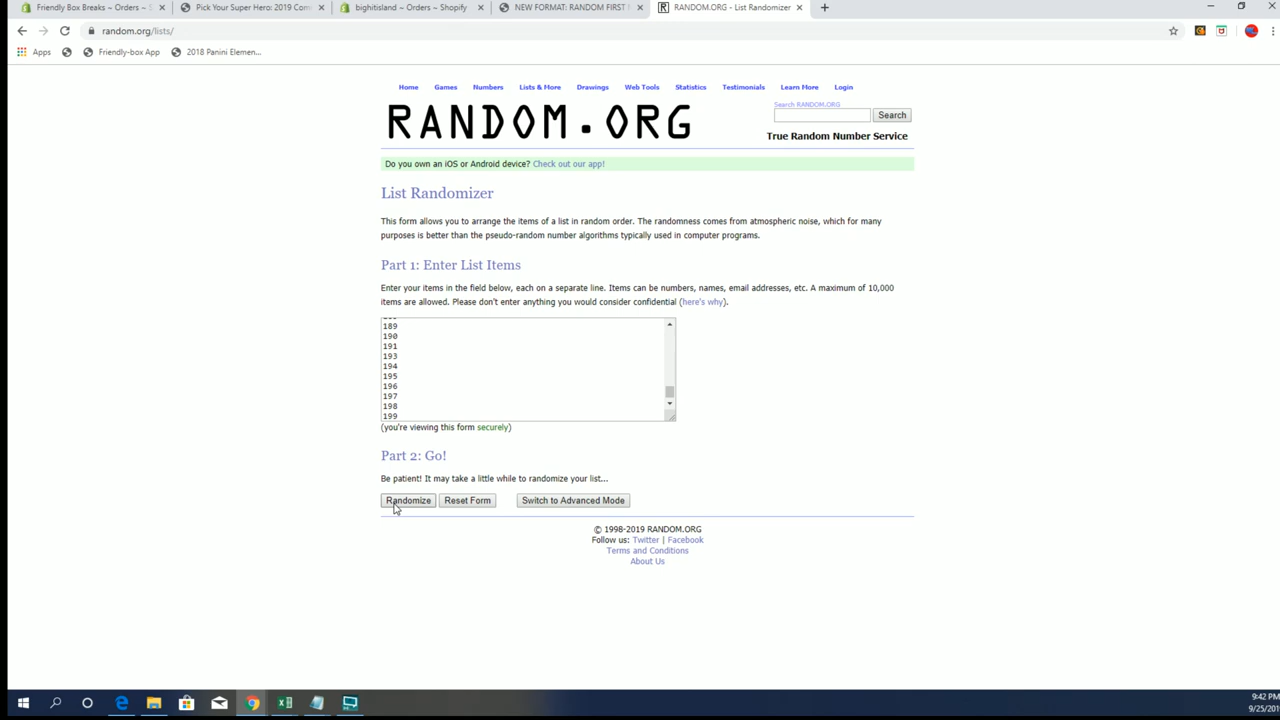 Friendly Box Breaks ~ Orders ~ S
Pick Your Super Hero: 2019 Com
bighitisland ~ Orders ~ Shopify
NEW FORMAT: RANDOM FIRST
RANDOM.ORG - List Randomizer
random.org/lists/
Apps
Friendly-box App
2018 Panini Elemen...
Home Games Numbers Lists & More Drawings Web Tools Statistics Testimonials Learn More Login
RANDOM.ORG
Search RANDOM.ORG
Search
True Random Number Service
Do you own an iOS or Android device? Check out our app!
List Randomizer
This form allows you to arrange the items of a list in random order. The randomness comes from atmospheric noise, which for many
purposes is better than the pseudo-random number algorithms typically used in computer programs.
Part 1: Enter List Items
Enter your items in the field below, each on a separate line. Items can be numbers, names, email addresses, etc. A maximum of 10,000
items are allowed. Please don't enter anything you would consider confidential (here's why).
189
190
191
193
194
195
196
197
198
199
(you're viewing this form securely)
Part 2: Go!
Be patient! It may take a little while to randomize your list...
Randomize Reset Form Switch to Advanced Mode
© 1998-2019 RANDOM.ORG
Follow us: Twitter | Facebook
Terms and Conditions
About Us
9:42 PM
9/25/201